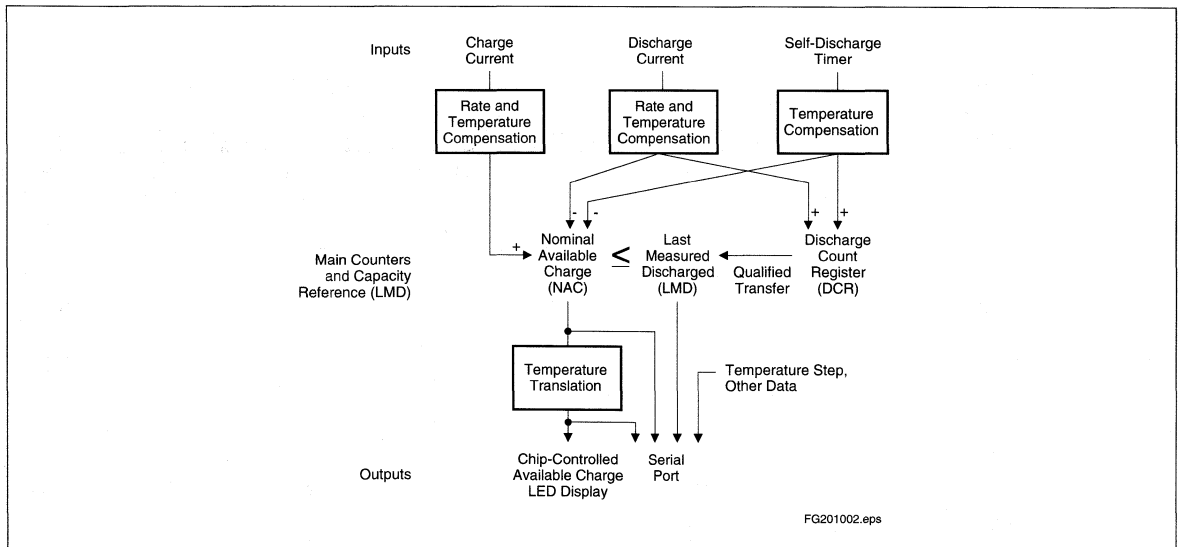 Inputs
Charge
Current
Discharge
Current
Self-Discharge
Timer
Rate and
Temperature
Compensation
Rate and
Temperature
Compensation
Temperature
Compensation
-
-
+
+
+
Main Counters
and Capacity
Reference (LMD)
Nominal
Available
Charge
(NAC)
≤
Last
Measured
Discharged
(LMD)
Qualified
Transfer
Discharge
Count
Register
(DCR)
Temperature
Translation
Temperature Step,
Other Data
Outputs
Chip-Controlled
Available Charge
LED Display
Serial
Port
FG201002.eps